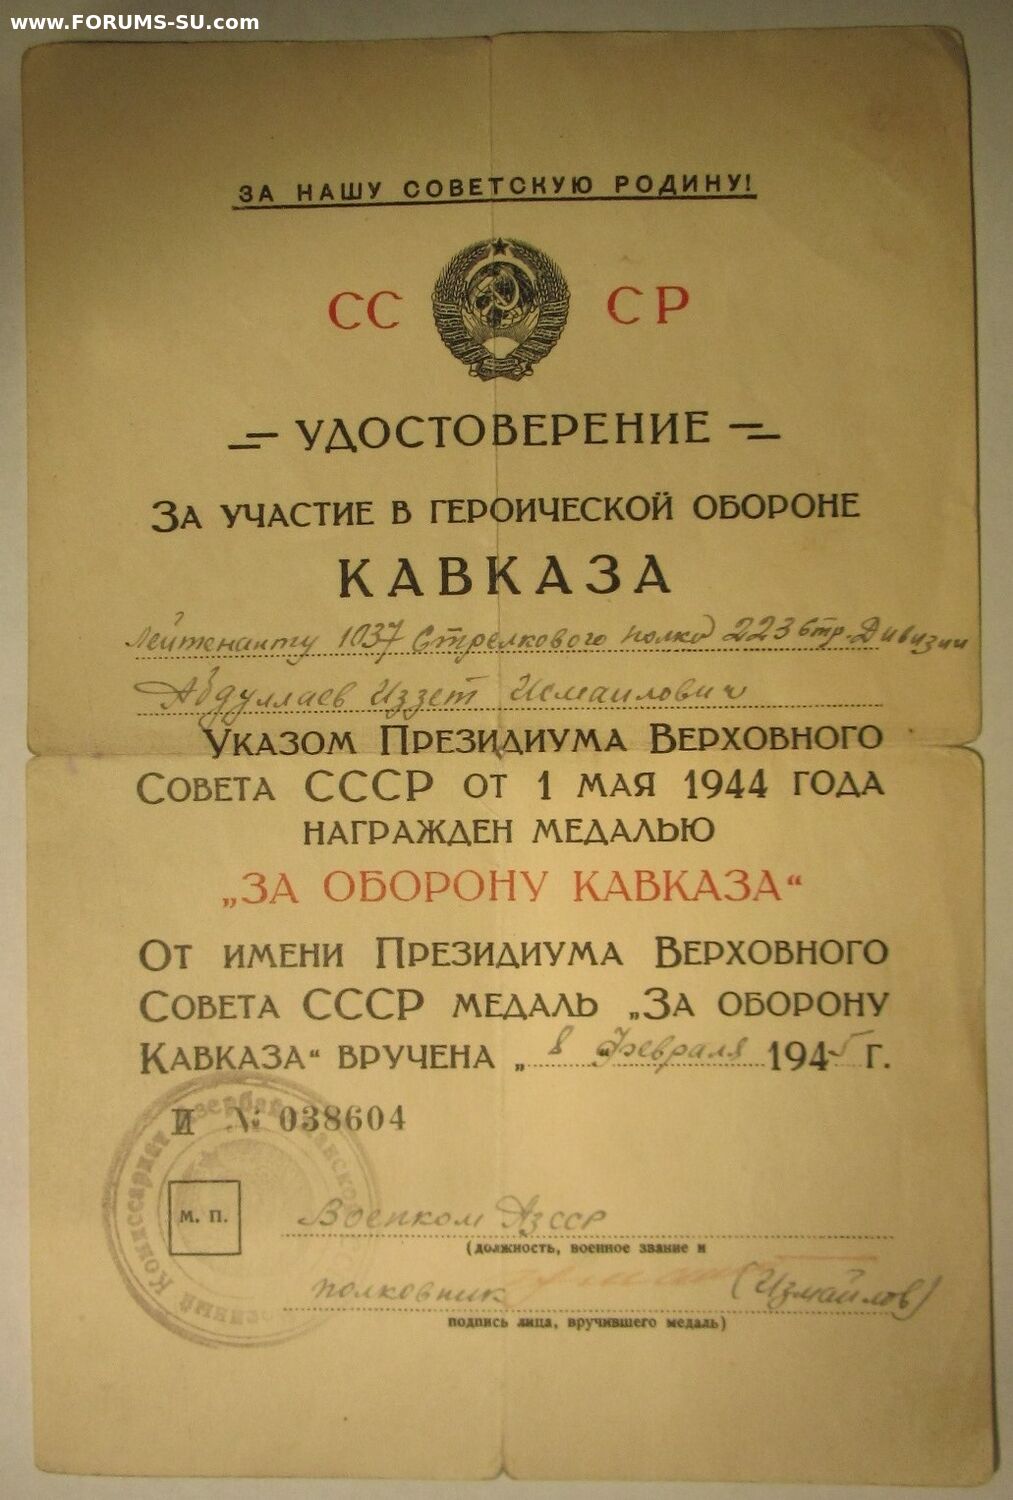 www.FORUMS-SU.com
ЗА НАШУ СОВЕТСКУЮ РОДИНУ!
СС СР
УДОСТОВЕРЕНИЕ
ЗА УЧАСТИЕ В ГЕРОИЧЕСКОЙ ОБОРОНЕ
КАВКАЗА
Лейтенанту 1037 Стрелкового полка 223 Стр. Дивизии
Абдуллаев Иззет Исмаилович
УКАЗОМ ПРЕЗИДИУМА ВЕРХОВНОГО
СОВЕТА СССР ОТ 1 МАЯ 1944 ГОДА
НАГРАЖДЕН МЕДАЛЬЮ
„ЗА ОБОРОНУ КАВКАЗА“
ОТ ИМЕНИ ПРЕЗИДИУМА ВЕРХОВНОГО
СОВЕТА СССР МЕДАЛЬ „ЗА ОБОРОНУ
КАВКАЗА“ ВРУЧЕНА „ 8 “ февраля 1945 г.
И № 038604
М. П.
Военком АзССР
(должность, военное звание и
полковник (Измайлов)
подпись лица, вручившего медаль)